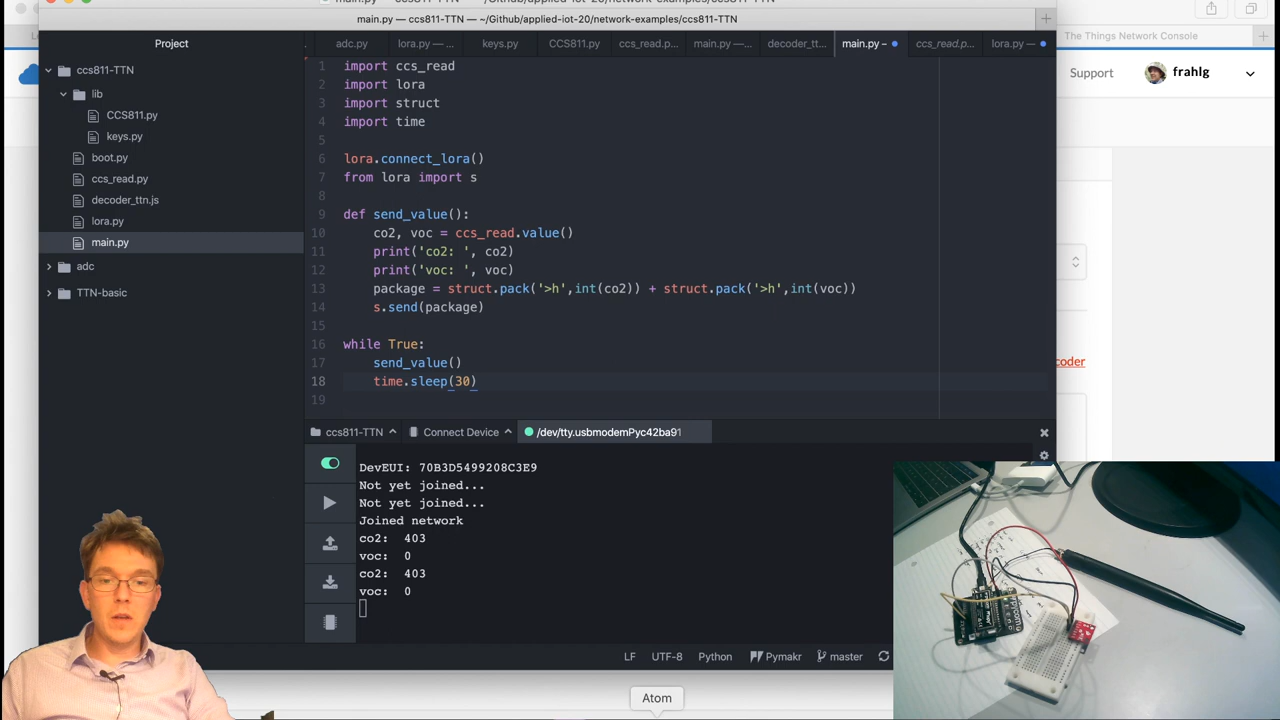 main.py — ccs811-TTN — ~/Github/applied-iot-20/network-examples/ccs811-TTN
The Things Network Console
Project
adc.py
lora.py — ...
keys.py
CCS811.py
ccs_read.p...
main.py —...
decoder_tt...
main.py –
ccs_read.p...
lora.py —
Support
frahlg
ccs811-TTN
lib
CCS811.py
keys.py
boot.py
ccs_read.py
decoder_ttn.js
lora.py
main.py
adc
TTN-basic
1 import ccs_read
2 import lora
3 import struct
4 import time
5
6 lora.connect_lora()
7 from lora import s
8
9 def send_value():
10 co2, voc = ccs_read.value()
11 print('co2: ', co2)
12 print('voc: ', voc)
13 package = struct.pack('>h',int(co2)) + struct.pack('>h',int(voc))
14 s.send(package)
15
16 while True:
17 send_value()
18 time.sleep(30)
19
coder
ccs811-TTN
Connect Device
/dev/tty.usbmodemPyc42ba91
DevEUI: 70B3D5499208C3E9
Not yet joined...
Not yet joined...
Joined network
co2: 403
voc: 0
co2: 403
voc: 0
LF
UTF-8
Python
Pymakr
master
Atom